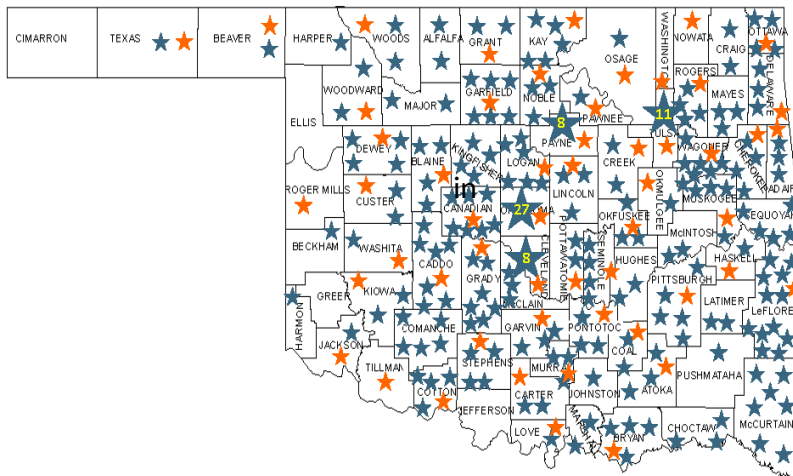 CIMARRON
TEXAS
BEAVER
HARPER
WOODS
ALFALFA
GRANT
KAY
OSAGE
WASHINGTO
NOWATA
CRAIG
OTTAWA
DELAWARE
ROGERS
MAYES
WOODWARD
MAJOR
GARFIELD
NOBLE
PAWNEE
8
11
TULSA
ELLIS
DEWEY
BLAINE
KINGFISHER
LOGAN
PAYNE
CREEK
WAGONER
CHEROKEE
ADAIR
ROGER MILLS
CUSTER
in
CANADIAN
27
LINCOLN
OKFUSKEE
OKMULGEE
MUSKOGEE
SEQUOYAH
BECKHAM
WASHITA
CADDO
GRADY
8
CLEVELAND
POTTAWATOMIE
SEMINOLE
HUGHES
McINTOSH
HASKELL
PITTSBURGH
LATIMER
LeFLORE
GREER
KIOWA
HARMON
JACKSON
COMANCHE
TILLMAN
COTTON
STEPHENS
GARVIN
PONTOTOC
COAL
MURRAY
CARTER
JOHNSTON
ATOKA
PUSHMATAHA
JEFFERSON
LOVE
MARSHALL
BRYAN
CHOCTAW
McCURTAIN